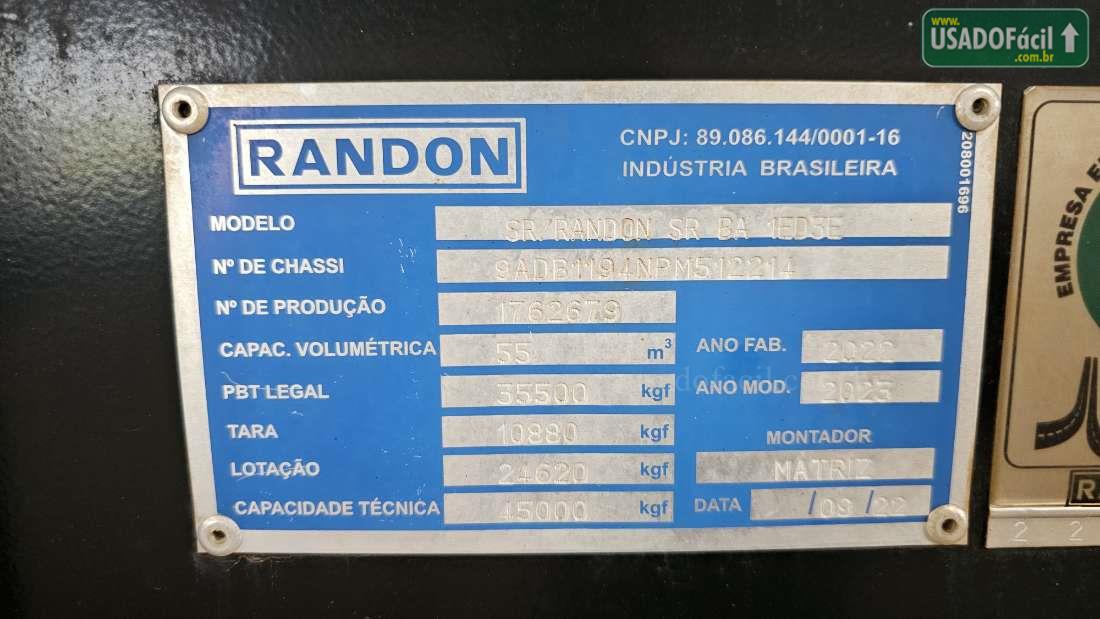 www.
USADOFácil
.com.br
RANDON
CNPJ: 89.086.144/0001-16
INDÚSTRIA BRASILEIRA
208001696
MODELO SR/RANDON SR BA 1ED3E
Nº DE CHASSI 9ADB1194NPM512214
Nº DE PRODUÇÃO 1762679
CAPAC. VOLUMÉTRICA 55 m³ ANO FAB. 2022
PBT LEGAL 35500 kgf ANO MOD. 2023
TARA 10880 kgf MONTADOR
LOTAÇÃO 24620 kgf MATRIZ
CAPACIDADE TÉCNICA 45000 kgf DATA / 09 / 22
EMPRESA
2 2